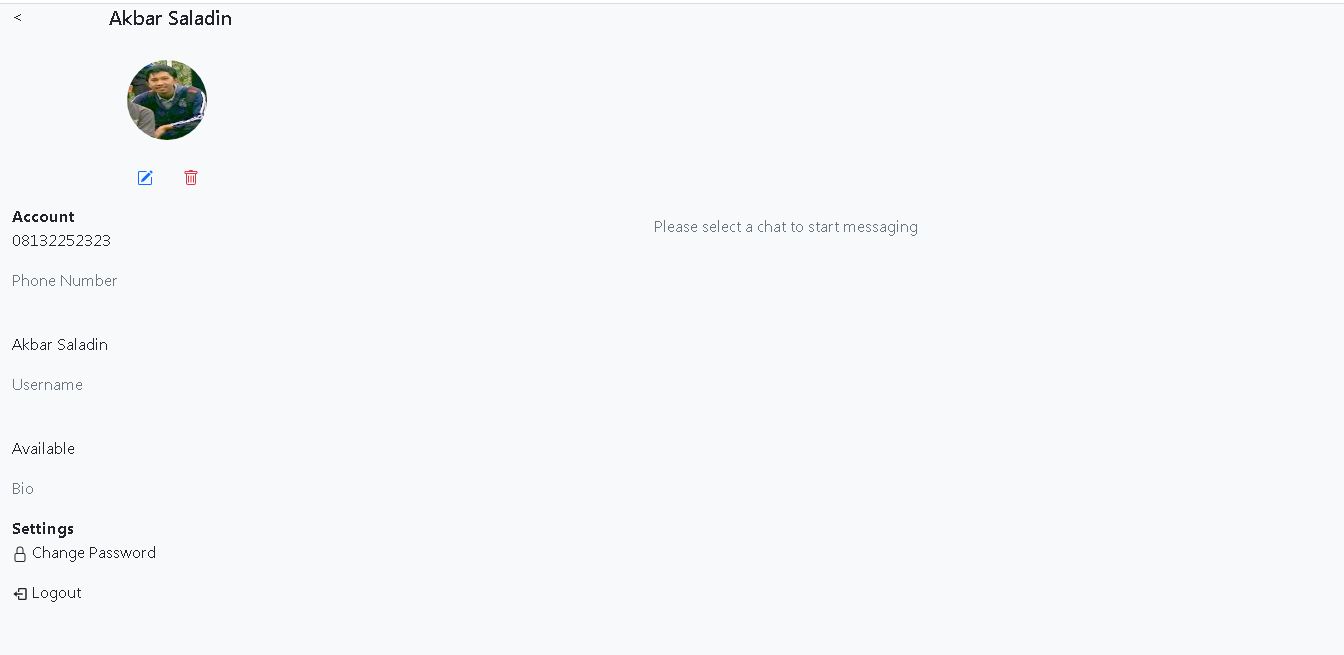 <
Akbar Saladin
Account
08132252323
Phone Number
Akbar Saladin
Username
Available
Bio
Settings
Change Password
Logout
Please select a chat to start messaging